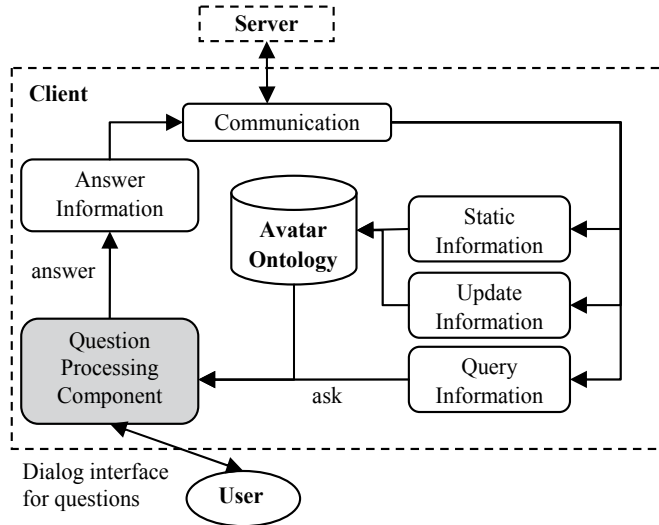 Server
Client
Communication
Answer
Information
Static
Information
Avatar
Ontology
answer
Update
Information
Question
Processing
Component
Query
Information
ask
Dialog interface
for questions
User